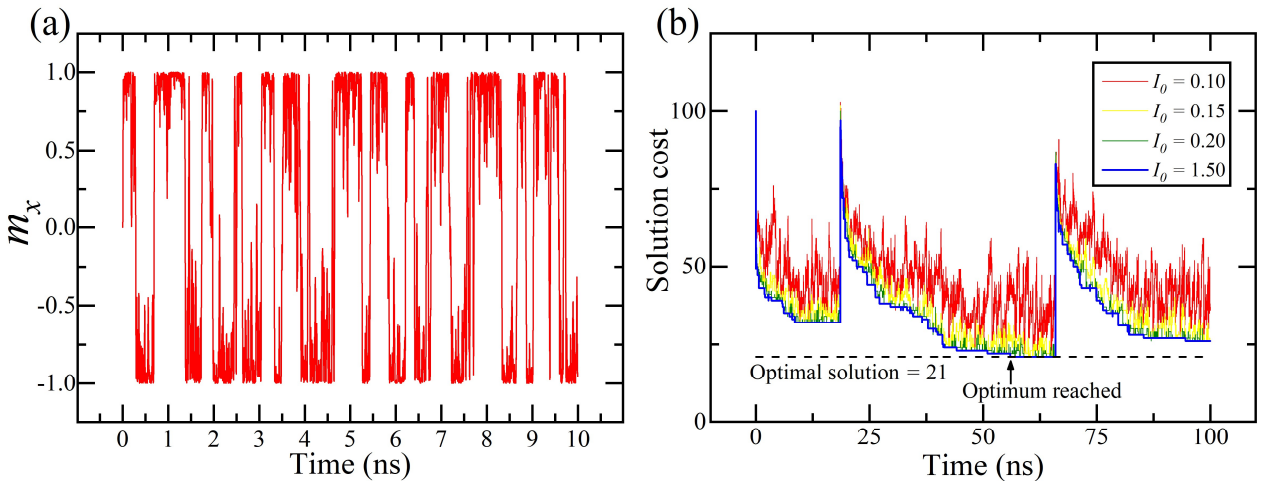 (a)
1.0
0.5
0.0
-0.5
-1.0
m_x
0 1 2 3 4 5 6 7 8 9 10
Time (ns)
(b)
100
50
0
Solution cost
I_0 = 0.10
I_0 = 0.15
I_0 = 0.20
I_0 = 1.50
Optimal solution = 21
Optimum reached
0 25 50 75 100
Time (ns)